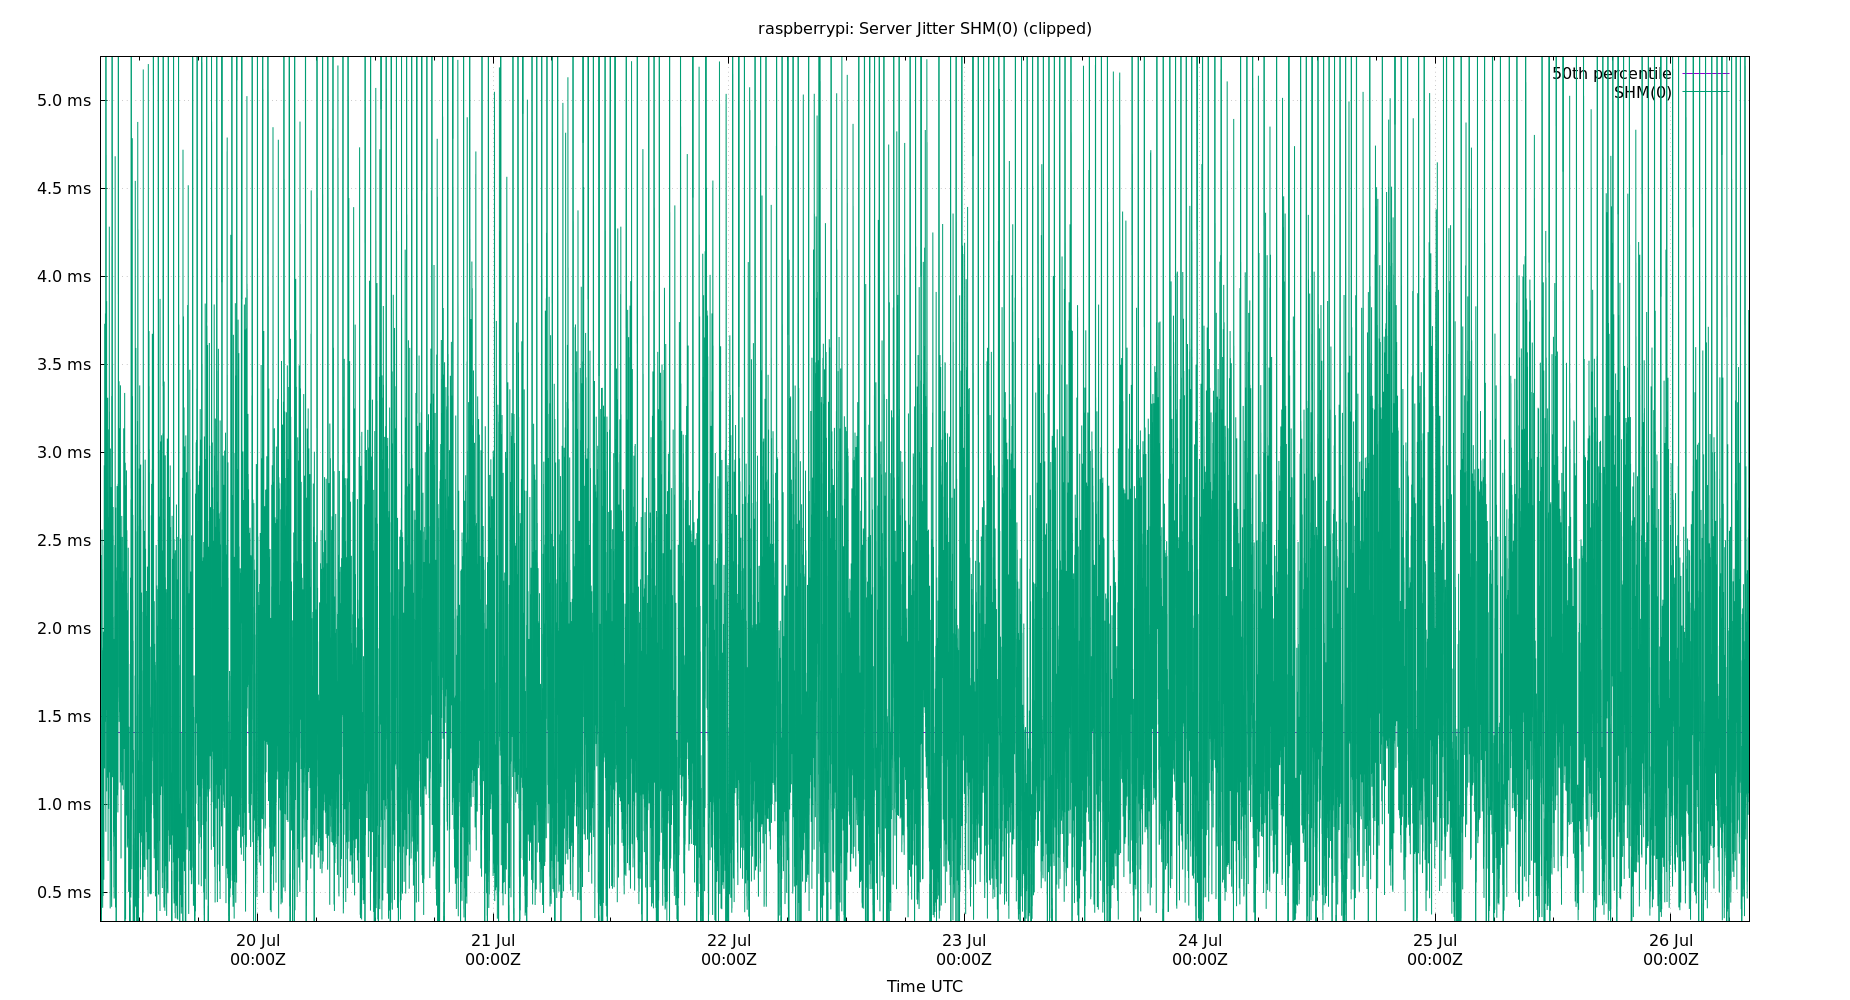 raspberrypi: Server Jitter SHM(0) (clipped)
50th percentile
SHM(0)
5.0 ms
4.5 ms
4.0 ms
3.5 ms
3.0 ms
2.5 ms
2.0 ms
1.5 ms
1.0 ms
0.5 ms
20 Jul 21 Jul 22 Jul 23 Jul 24 Jul 25 Jul 26 Jul
00:00Z 00:00Z 00:00Z 00:00Z 00:00Z 00:00Z 00:00Z
Time UTC